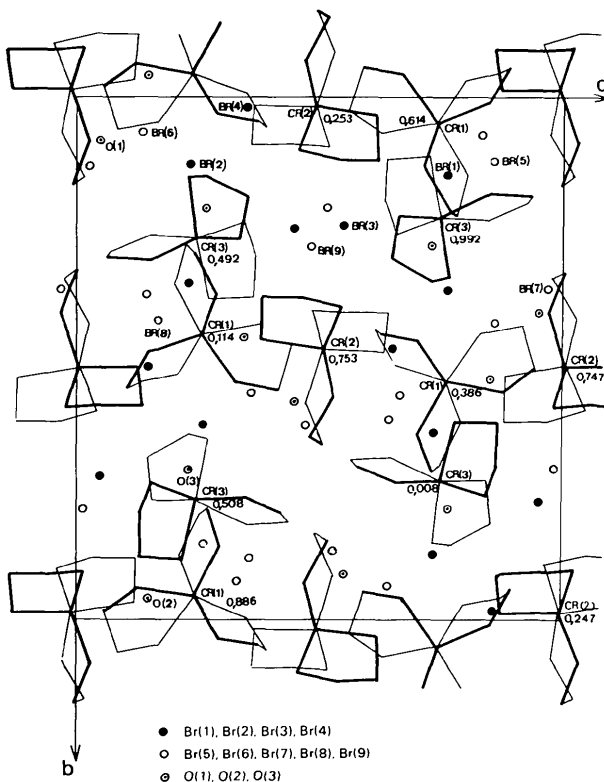 c
BR(4)
CR(2)
0,253
0,614
CR(1)
BR(6)
O(1)
BR(2)
BR(1)
BR(5)
BR(3)
CR(3)
0,492
BR(9)
CR(3)
0,992
BR(7)
BR(8)
CR(1)
0,114
CR(2)
0,753
CR(1)
0,386
CR(2)
0,747
O(3)
CR(3)
0,508
CR(3)
0,008
O(2)
CR(1)
0,886
CR(2)
0,247
b
Br(1), Br(2), Br(3), Br(4)
Br(5), Br(6), Br(7), Br(8), Br(9)
O(1), O(2), O(3)